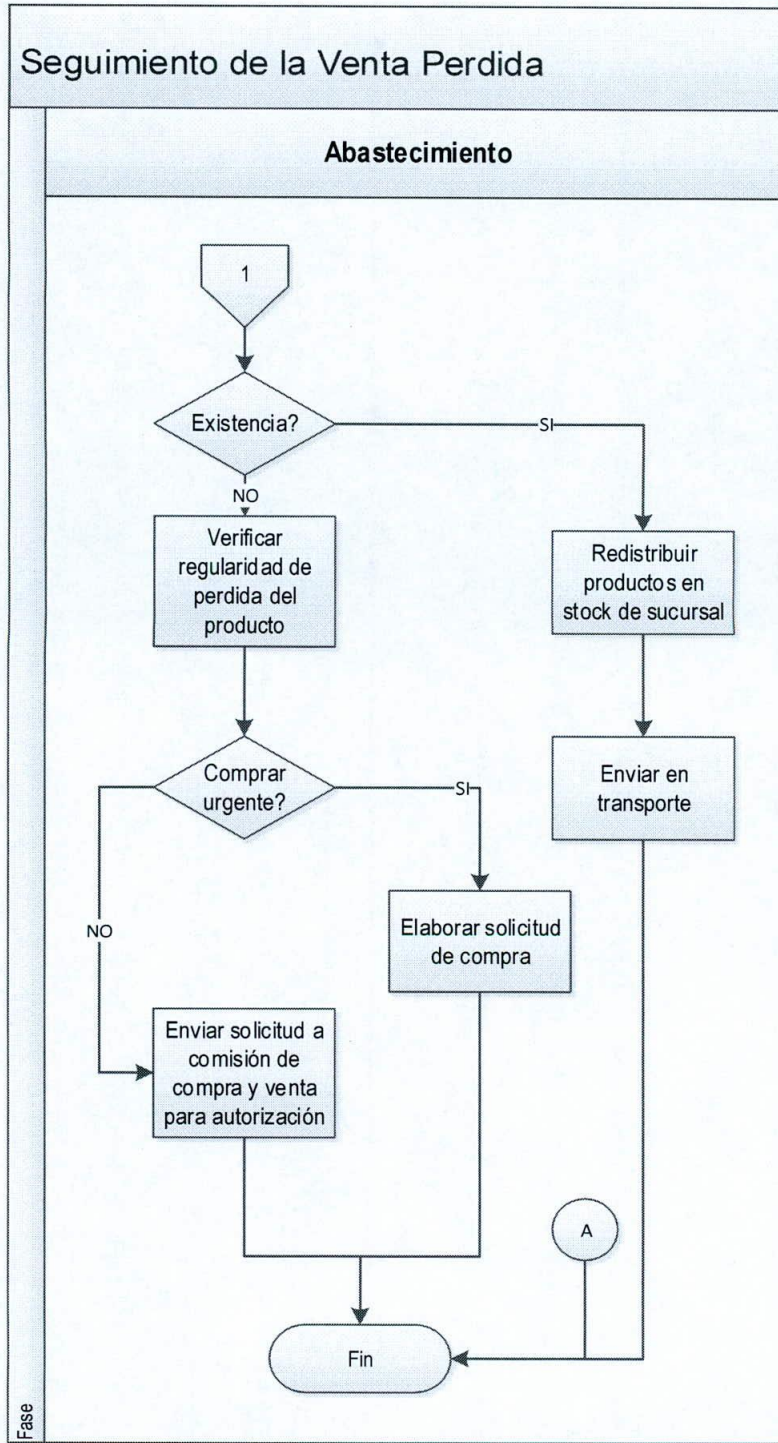 Seguimiento de la Venta Perdida
Abastecimiento
1
Existencia?
SI
NO
Verificar
regularidad de
perdida del
producto
Redistribuir
productos en
stock de sucursal
Comprar
urgente?
SI
Enviar en
transporte
NO
Elaborar solicitud
de compra
Enviar solicitud a
comisión de
compra y venta
para autorización
A
Fin
Fase